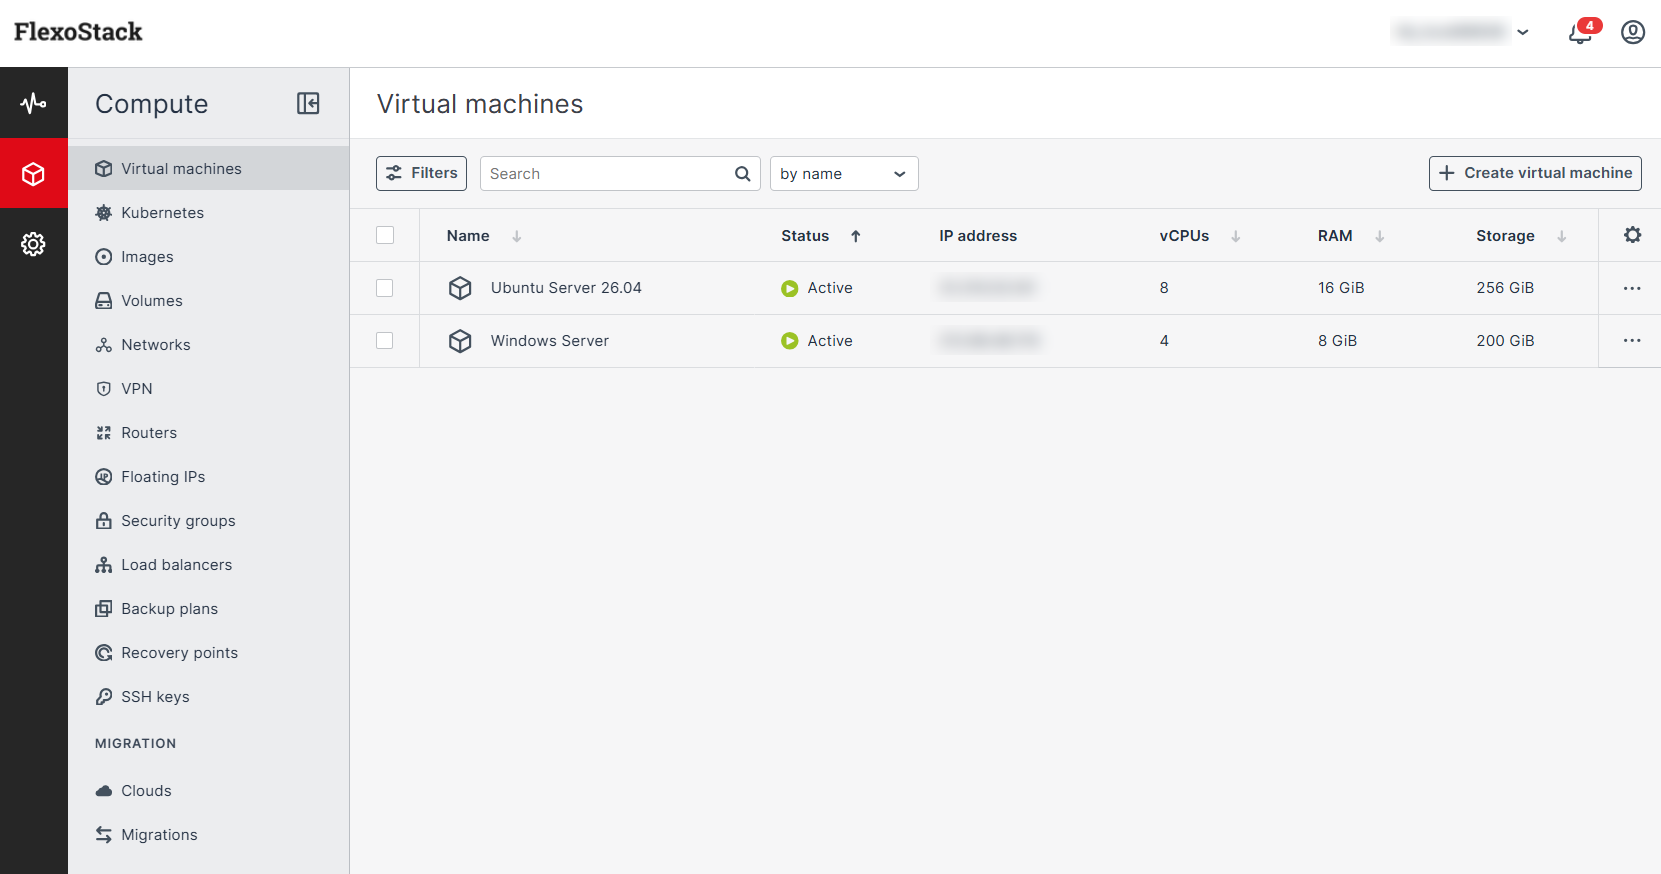 FlexoStack
4
Compute
Virtual machines
Kubernetes
Images
Volumes
Networks
VPN
Routers
Floating IPs
Security groups
Load balancers
Backup plans
Recovery points
SSH keys
MIGRATION
Clouds
Migrations
Virtual machines
Filters Search by name Create virtual machine
Name Status IP address vCPUs RAM Storage
Ubuntu Server 26.04 Active 8 16 GiB 256 GiB
Windows Server Active 4 8 GiB 200 GiB